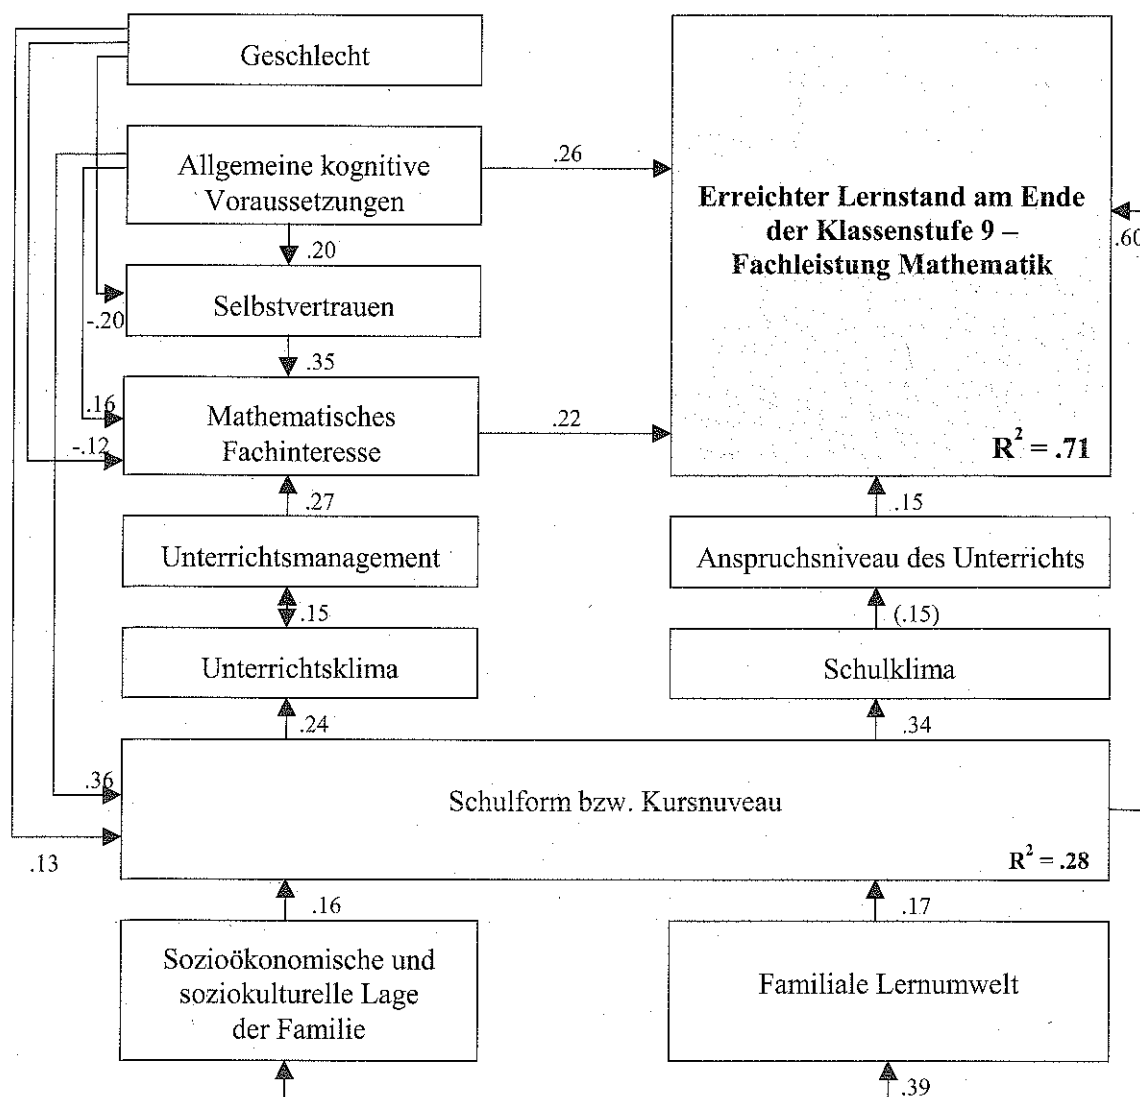 Geschlecht
Allgemeine kognitive
Voraussetzungen
.26
Erreichter Lernstand am Ende
der Klassenstufe 9 –
Fachleistung Mathematik
.60
.20
Selbstvertrauen
-.20
.35
.16
Mathematisches
Fachinteresse
-.12
.22
R² = .71
.27
.15
Unterrichtsmanagement
Anspruchsniveau des Unterrichts
.15
(.15)
Unterrichtsklima
Schulklima
.24
.34
.36
Schulform bzw. Kursnuveau
.13
R² = .28
.16
.17
Sozioökonomische und
soziokulturelle Lage
der Familie
Familiale Lernumwelt
.39